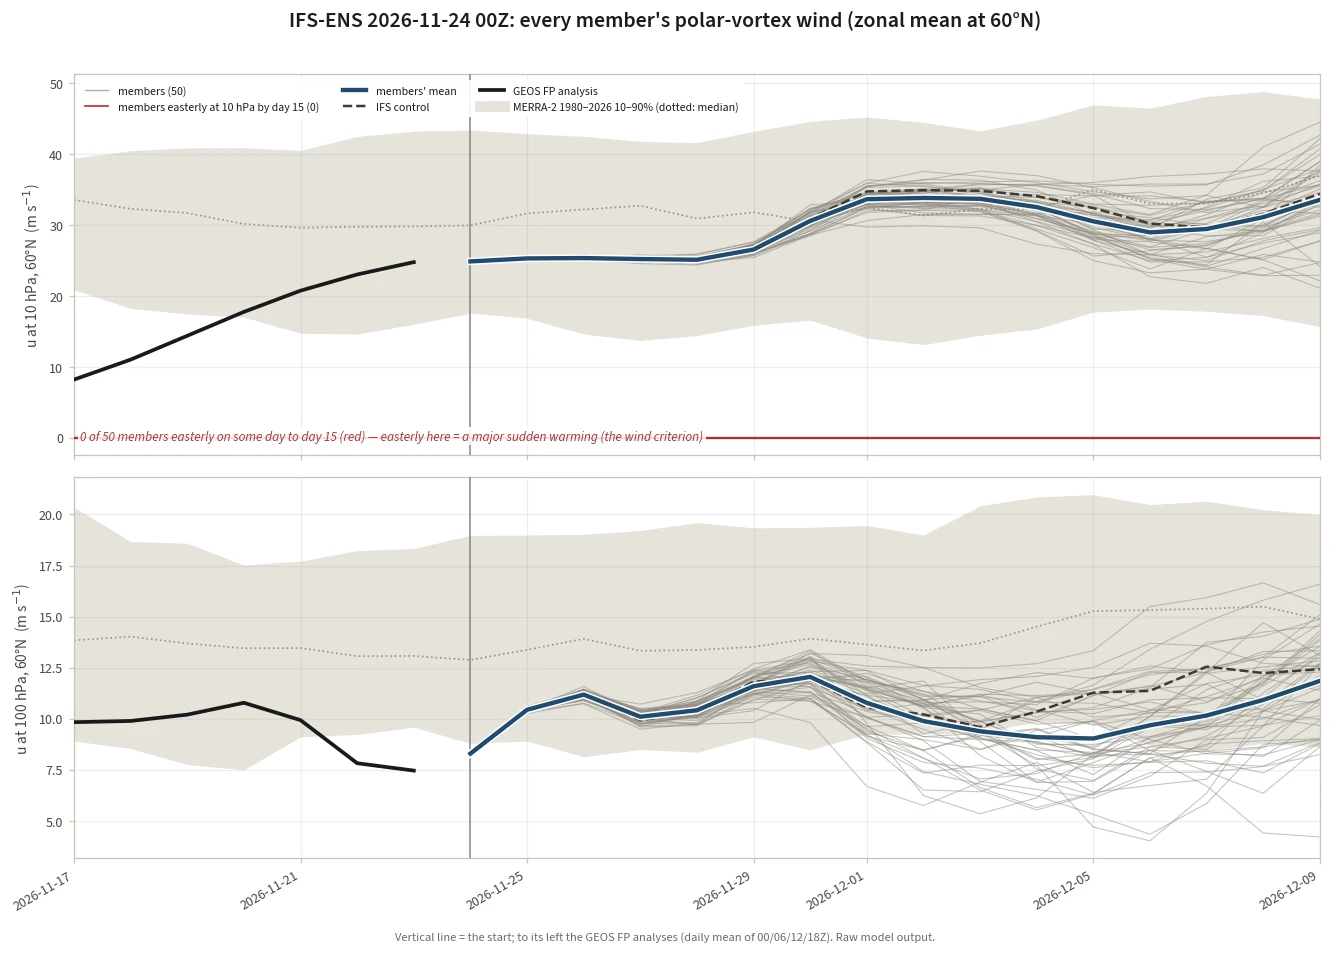 IFS-ENS 2026-11-24 00Z: every member's polar-vortex wind (zonal mean at 60°N)
members (50)
members easterly at 10 hPa by day 15 (0)
members' mean
IFS control
GEOS FP analysis
MERRA-2 1980–2026 10–90% (dotted: median)
u at 10 hPa, 60°N (m s⁻¹)
50
40
30
20
10
0
0 of 50 members easterly on some day to day 15 (red) — easterly here = a major sudden warming (the wind criterion)
u at 100 hPa, 60°N (m s⁻¹)
20.0
17.5
15.0
12.5
10.0
7.5
5.0
2026-11-17
2026-11-21
2026-11-25
2026-11-29
2026-12-01
2026-12-05
2026-12-09
Vertical line = the start; to its left the GEOS FP analyses (daily mean of 00/06/12/18Z). Raw model output.